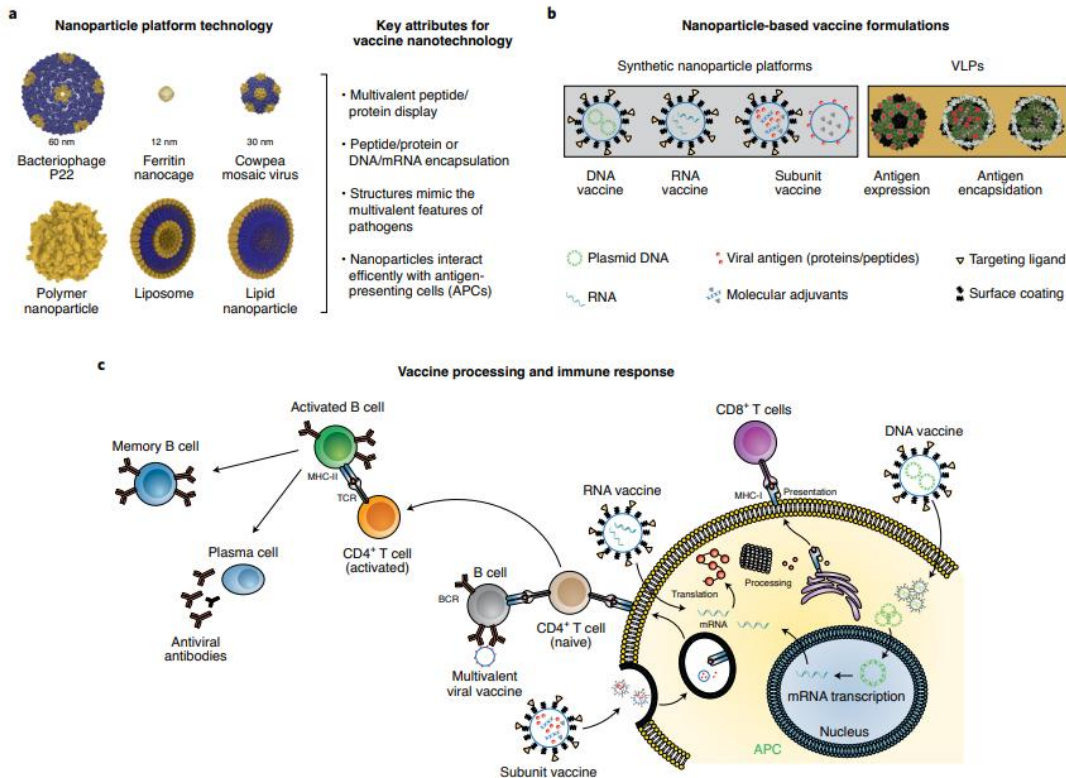 a
Nanoparticle platform technology
60 nm
12 nm
30 nm
Bacteriophage
P22
Ferritin
nanocage
Cowpea
mosaic virus
Polymer
nanoparticle
Liposome
Lipid
nanoparticle
Key attributes for
vaccine nanotechnology
• Multivalent peptide/
protein display
• Peptide/protein or
DNA/mRNA encapsulation
• Structures mimic the
multivalent features of
pathogens
• Nanoparticles interact
efficently with antigen-
presenting cells (APCs)
b
Nanoparticle-based vaccine formulations
Synthetic nanoparticle platforms
VLPs
DNA
vaccine
RNA
vaccine
Subunit
vaccine
Antigen
expression
Antigen
encapsidation
Plasmid DNA
Viral antigen (proteins/peptides)
Targeting ligand
RNA
Molecular adjuvants
Surface coating
c
Vaccine processing and immune response
Activated B cell
Memory B cell
MHC-II
TCR
CD4⁺ T cell
(activated)
Plasma cell
Antiviral
antibodies
B cell
BCR
CD4⁺ T cell
(naive)
Multivalent
viral vaccine
Subunit vaccine
RNA vaccine
CD8⁺ T cells
MHC-I
Presentation
DNA vaccine
Translation
Processing
mRNA
mRNA transcription
Nucleus
APC